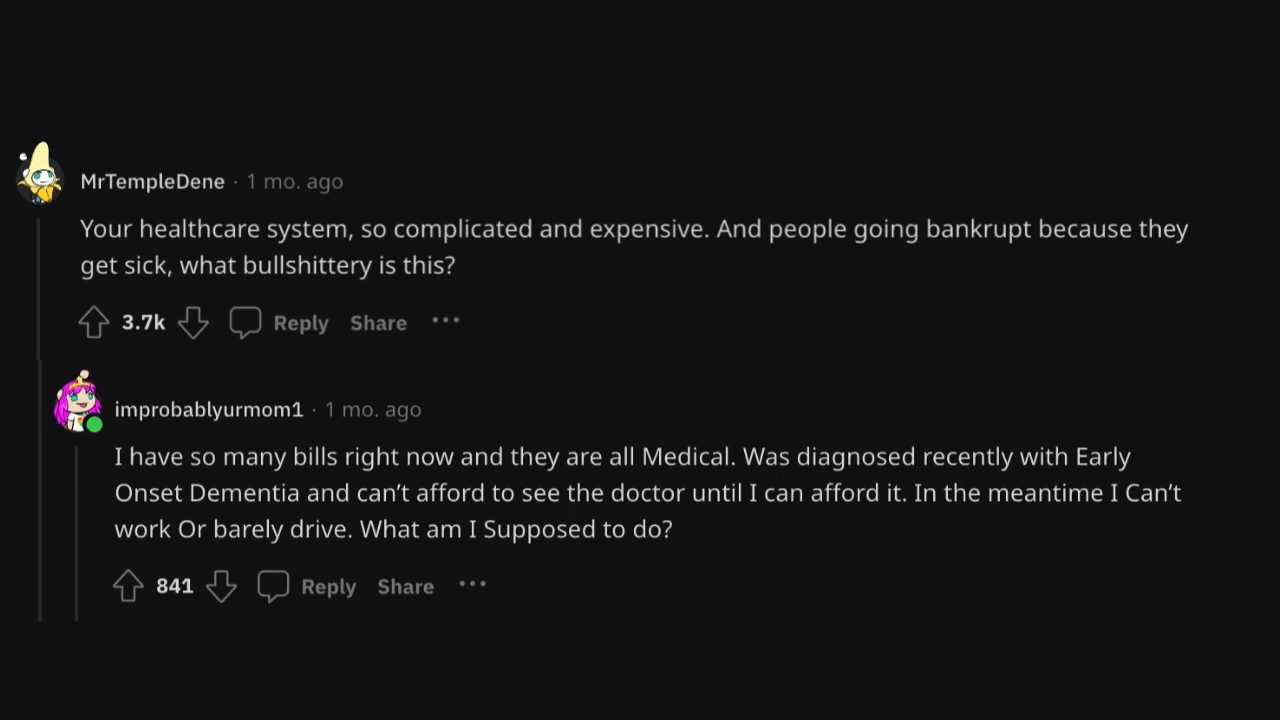 MrTempleDene · 1 mo. ago
Your healthcare system, so complicated and expensive. And people going bankrupt because they
get sick, what bullshittery is this?
3.7k Reply Share •••
improbablyurmom1 · 1 mo. ago
I have so many bills right now and they are all Medical. Was diagnosed recently with Early
Onset Dementia and can’t afford to see the doctor until I can afford it. In the meantime I Can’t
work Or barely drive. What am I Supposed to do?
841 Reply Share •••